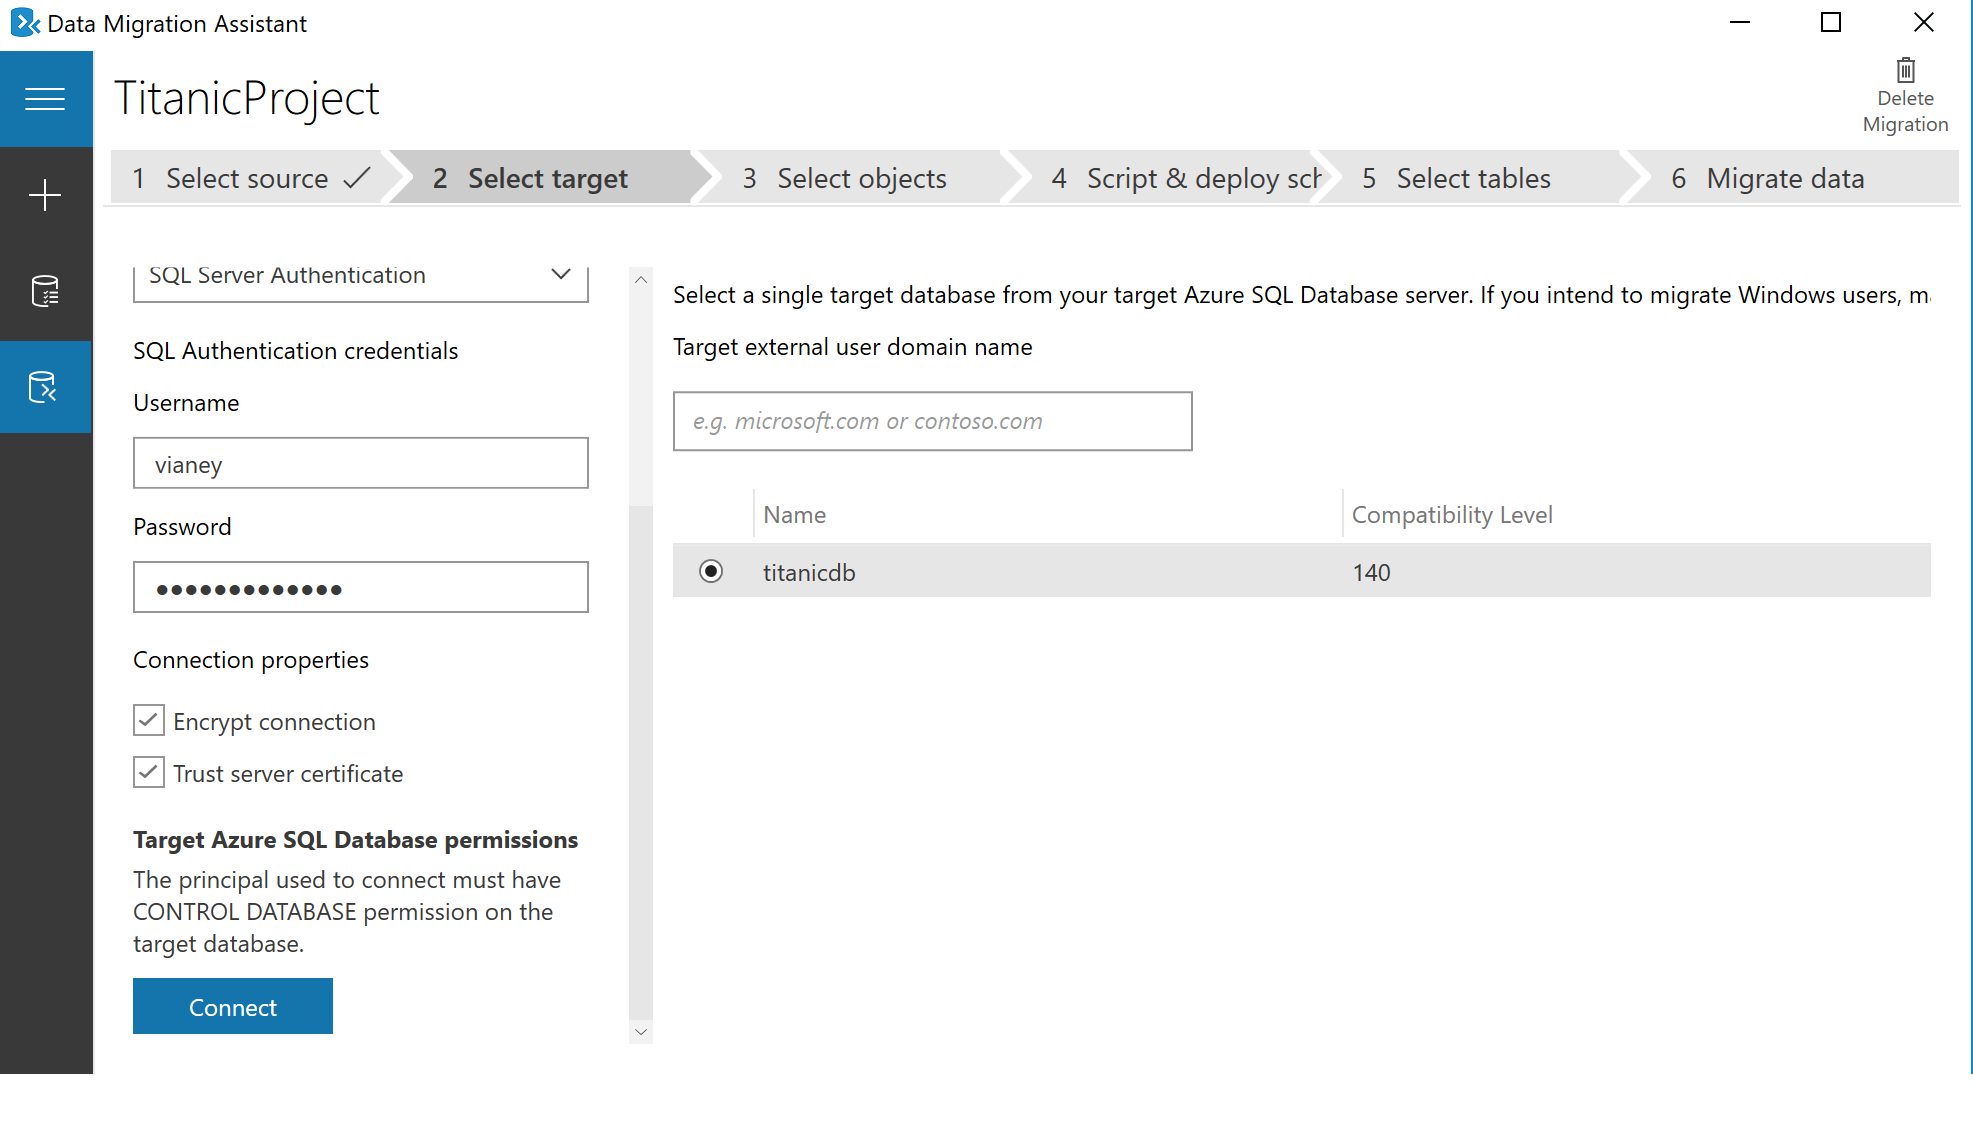 Data Migration Assistant
TitanicProject
Delete
Migration
1 Select source
2 Select target
3 Select objects
4 Script & deploy sch
5 Select tables
6 Migrate data
SQL Server Authentication
SQL Authentication credentials
Username
vianey
Password
Connection properties
Encrypt connection
Trust server certificate
Target Azure SQL Database permissions
The principal used to connect must have
CONTROL DATABASE permission on the
target database.
Connect
Select a single target database from your target Azure SQL Database server. If you intend to migrate Windows users,
Target external user domain name
e.g. microsoft.com or contoso.com
Name Compatibility Level
titanicdb 140